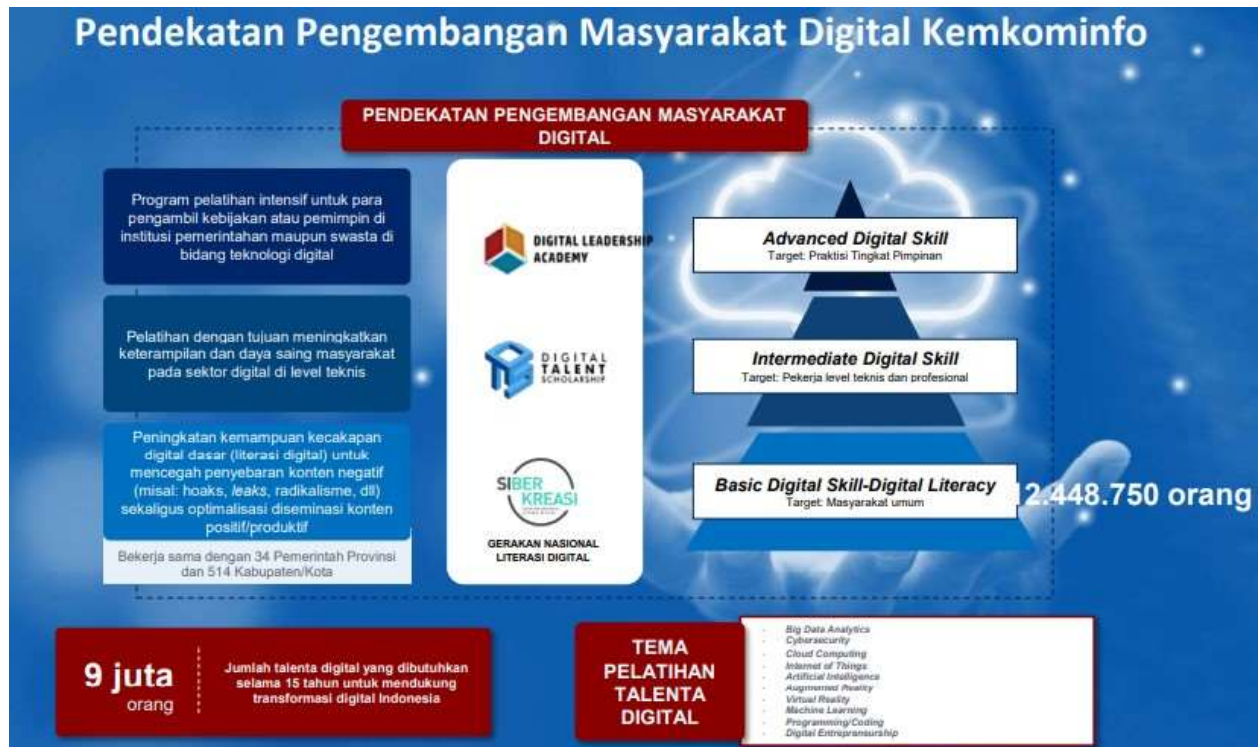 Pendekatan Pengembangan Masyarakat Digital Kemkominfo
PENDEKATAN PENGEMBANGAN MASYARAKAT
DIGITAL
Program pelatihan intensif untuk para
pengambil kebijakan atau pemimpin di
institusi pemerintahan maupun swasta di
bidang teknologi digital
DIGITAL LEADERSHIP
ACADEMY
Advanced Digital Skill
Target: Praktisi Tingkat Pimpinan
Pelatihan dengan tujuan meningkatkan
keterampilan dan daya saing masyarakat
pada sektor digital di level teknis
DIGITAL
TALENT
SCHOLARSHIP
Intermediate Digital Skill
Target: Pekerja level teknis dan profesional
Peningkatan kemampuan kecakapan
digital dasar (literasi digital) untuk
mencegah penyebaran konten negatif
(misal: hoaks, leaks, radikalisme, dll)
sekaligus optimalisasi diseminasi konten
positif/produktif
Bekerja sama dengan 34 Pemerintah Provinsi
dan 514 Kabupaten/Kota
SIBER
KREASI
GERAKAN NASIONAL
LITERASI DIGITAL
Basic Digital Skill-Digital Literacy
Target: Masyarakat umum
12.448.750 orang
9 juta
orang
Jumlah talenta digital yang dibutuhkan
selama 15 tahun untuk mendukung
transformasi digital Indonesia
TEMA
PELATIHAN
TALENTA
DIGITAL
- Big Data Analytics
- Cybersecurity
- Cloud Computing
- Internet of Things
- Artificial Intelligence
- Augmented Reality
- Virtual Reality
- Machine Learning
- Programming/Coding
- Digital Entrepreneurship